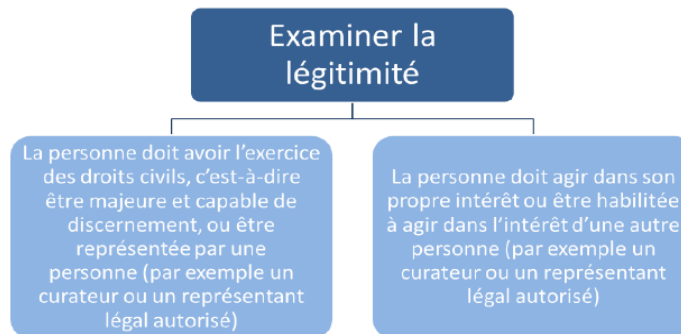 Examiner la
légitimité
La personne doit avoir l'exercice
des droits civils, c'est-à-dire
être majeure et capable de
discernement, ou être
représentée par une
personne (par exemple un
curateur ou un représentant
légal autorisé)
La personne doit agir dans son
propre intérêt ou être habilitée
à agir dans l'intérêt d'une autre
personne (par exemple un
curateur ou un représentant
légal autorisé)